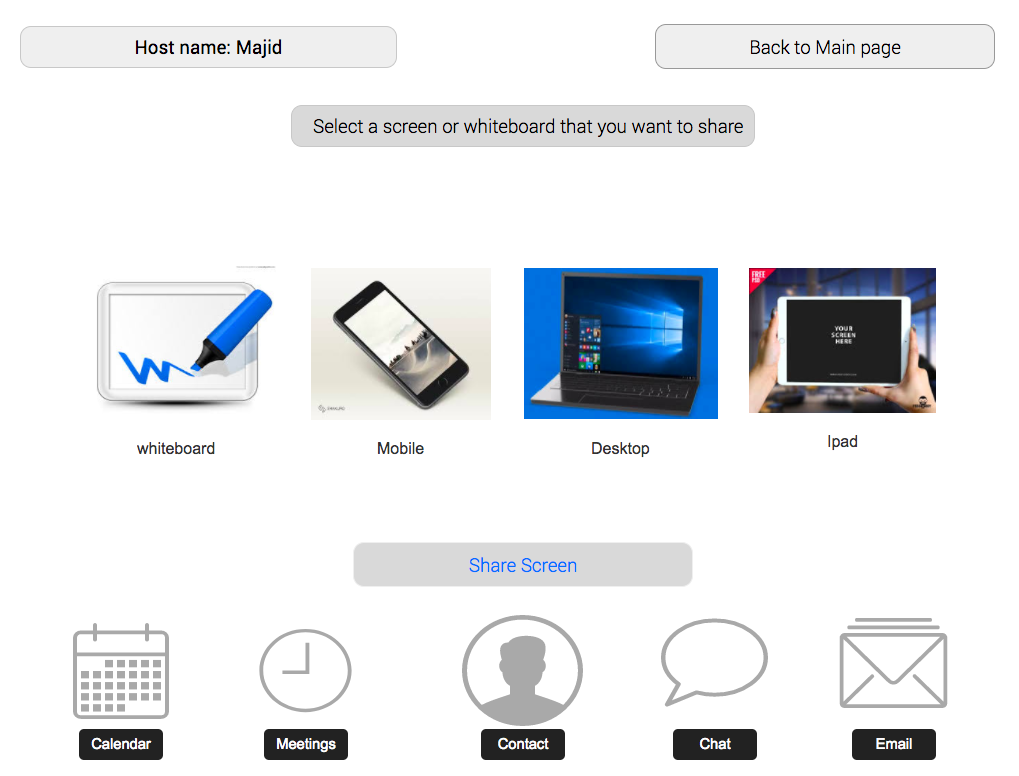 Host name: Majid
Back to Main page
Select a screen or whiteboard that you want to share
FREE
PSD
YOUR
SCREEN
HERE
whiteboard
Mobile
Desktop
Ipad
Share Screen
Calendar
Meetings
Contact
Chat
Email